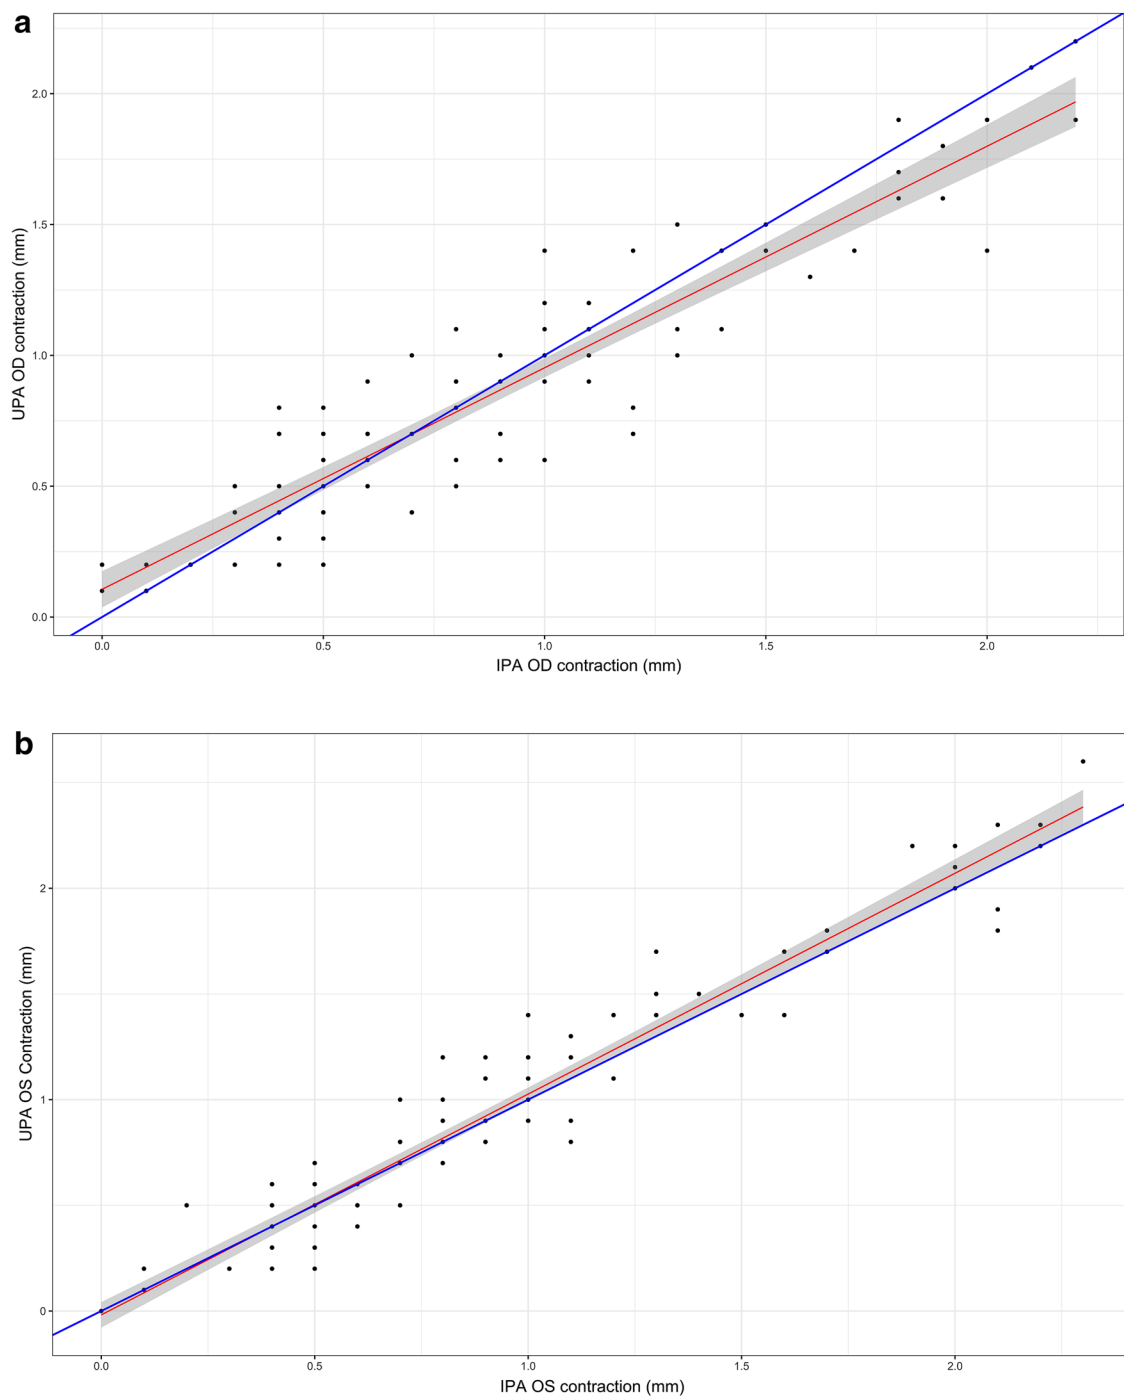 a
2.0
1.5
1.0
0.5
0.0
UPA OD contraction (mm)
0.0 0.5 1.0 1.5 2.0
IPA OD contraction (mm)
b
2
1
0
UPA OS Contraction (mm)
0.0 0.5 1.0 1.5 2.0
IPA OS contraction (mm)